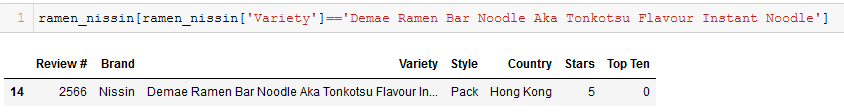 1 ramen_nissin[ramen_nissin['Variety']=='Demae Ramen Bar Noodle Aka Tonkotsu Flavour Instant Noodle']
Review # Brand Variety Style Country Stars Top Ten
14 2566 Nissin Demae Ramen Bar Noodle Aka Tonkotsu Flavour In... Pack Hong Kong 5 0